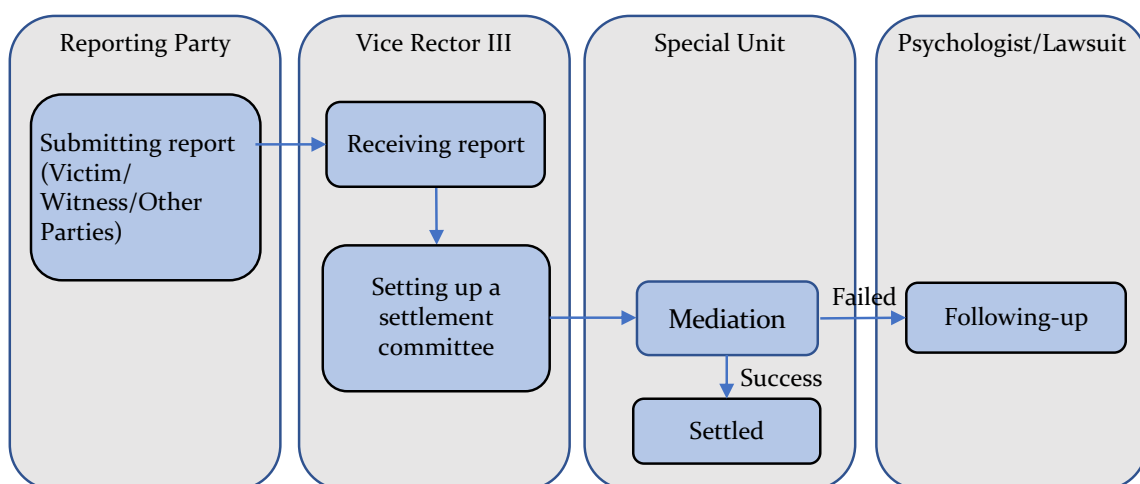 Reporting Party
Submitting report
(Victim/
Witness/Other
Parties)
Vice Rector III
Receiving report
Setting up a
settlement
committee
Special Unit
Mediation
Failed
Success
Settled
Psychologist/Lawsuit
Following-up